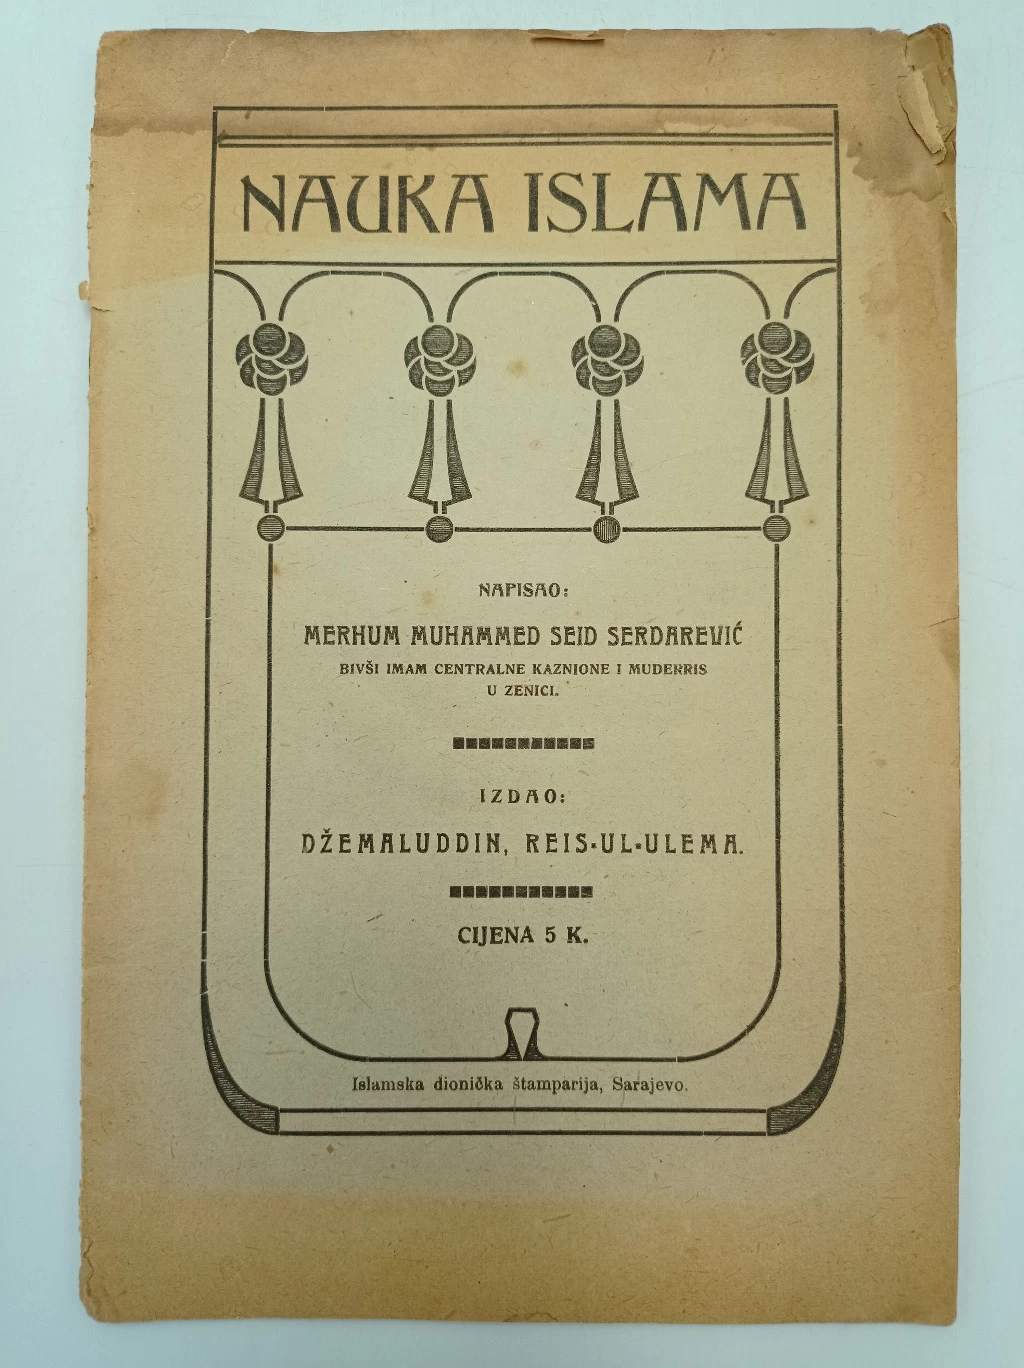 NAUKA ISLAMA
NAPISAO:
MERHUM MUHAMMED SEID SERDAREVIĆ
BIVŠI IMAM CENTRALNE KAZNIONE I MUDERRIS
U ZENICI.
IZDAO:
DŽEMALUDDIN, REIS-UL-ULEMA.
CIJENA 5 K.
Islamska dionička štamparija, Sarajevo.